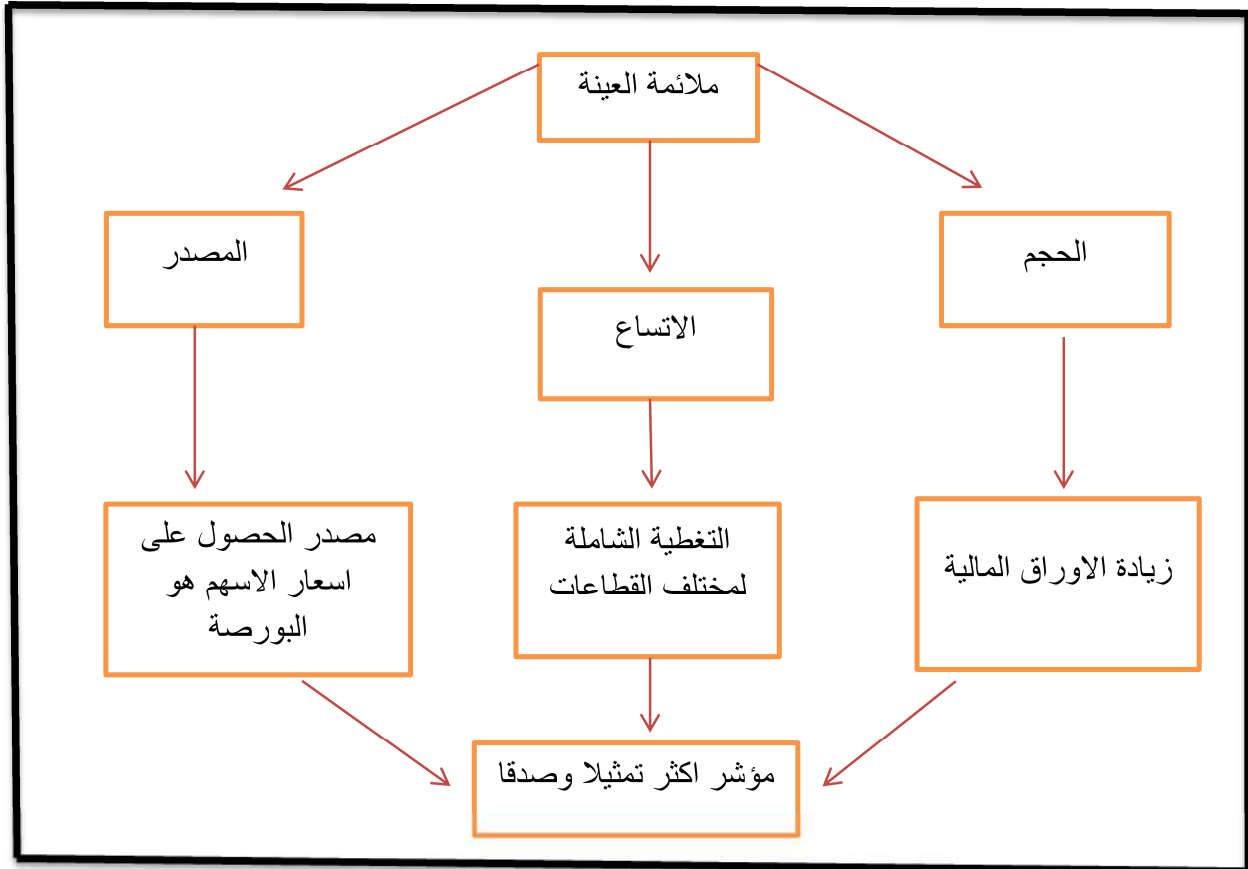 ملائمة العينة
الحجم
المصدر
الاتساع
زيادة الاوراق المالية
التغطية الشاملة
لمختلف القطاعات
مصدر الحصول على
اسعار الاسهم هو
البورصة
مؤشر اكثر تمثيلا وصدقا